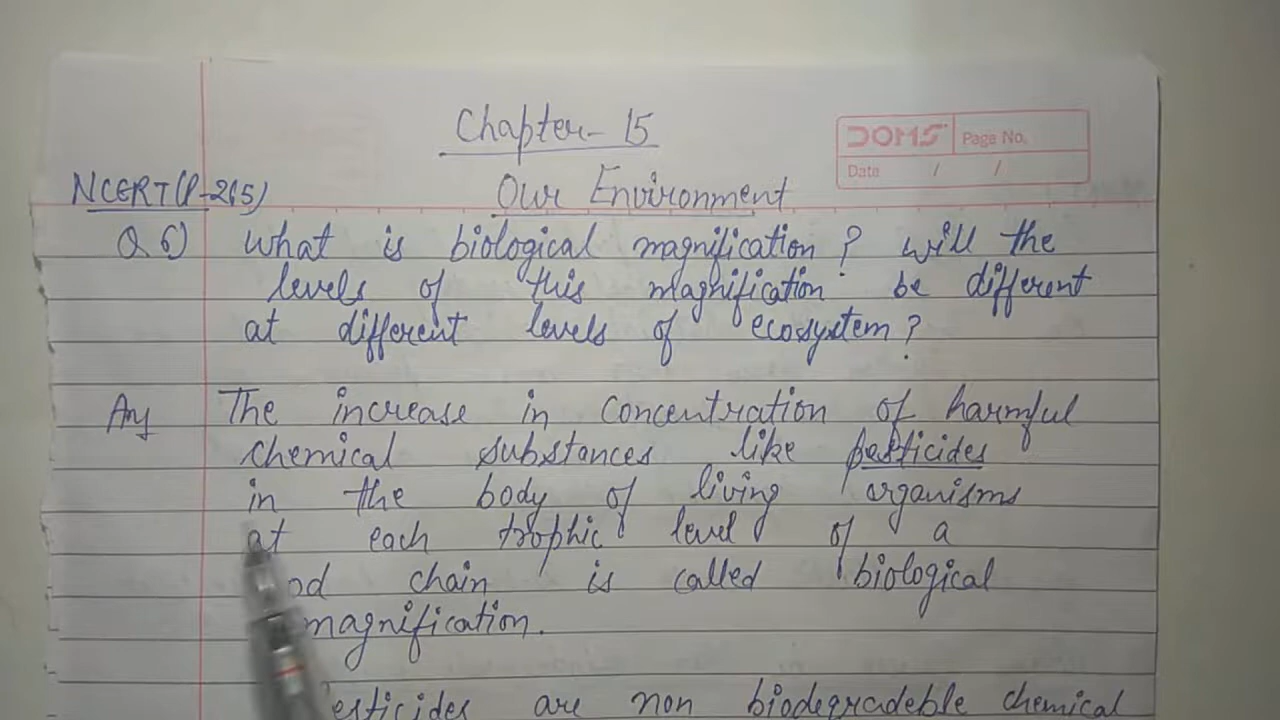 Chapter-15
DOMS Page No.
Date / /
NCERT(P-265)
Our Environment
Q 6) What is biological magnification? will the
levels of this magnification be different
at different levels of ecosystem?
Ans The increase in concentration of harmful
chemical substances like pesticides
in the body of living organisms
at each trophic level of a
od chain is called biological
magnification.
esticides are non biodegradeble chemical